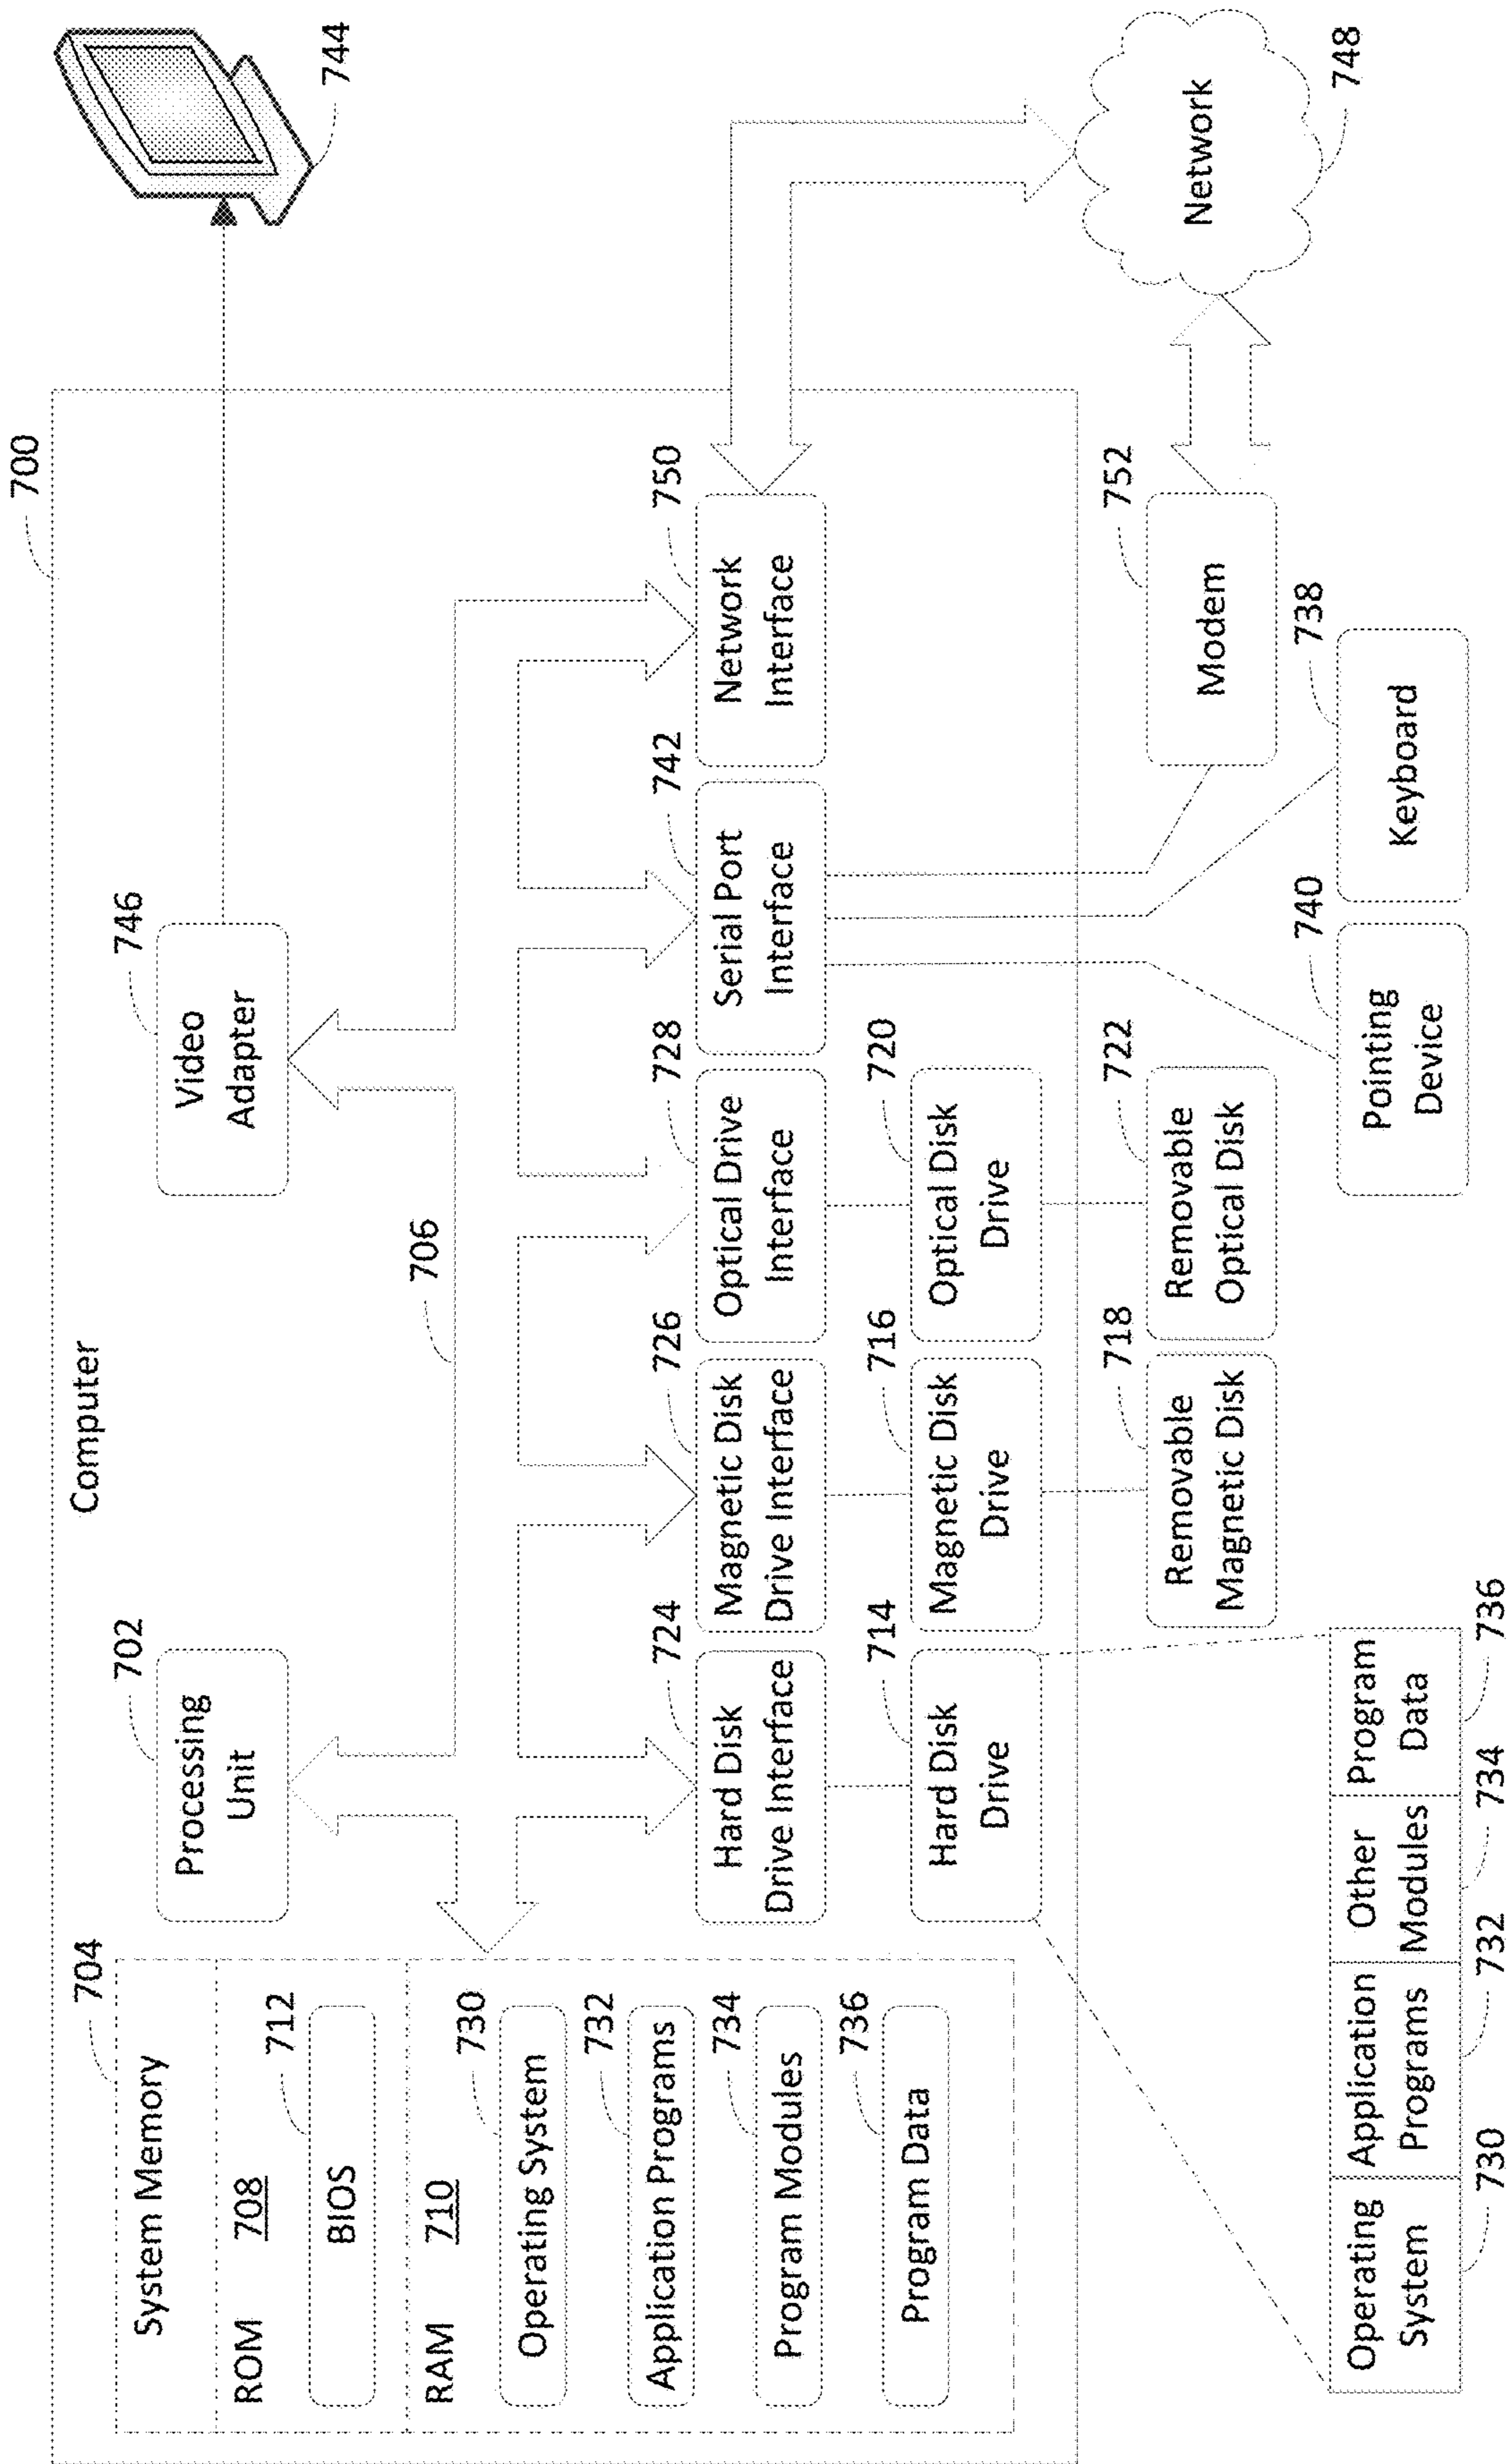 Computer
700
System Memory
704
ROM 708
712
BIOS
RAM 710
730
Operating System
732
Application Programs
734
Program Modules
736
Program Data
702
Processing
Unit
746
Video
Adapter
744
706
724
Hard Disk
Drive Interface
726
Magnetic Disk
Drive Interface
728
Optical Drive
Interface
742
Serial Port
Interface
750
Network
Interface
714
Hard Disk
Drive
716
Magnetic Disk
Drive
720
Optical Disk
Drive
718
Removable
Magnetic Disk
722
Removable
Optical Disk
752
Modem
Network
748
740
Pointing
Device
738
Keyboard
Operating
System
Application
Programs
Other
Modules
Program
Data
730
732
734
736